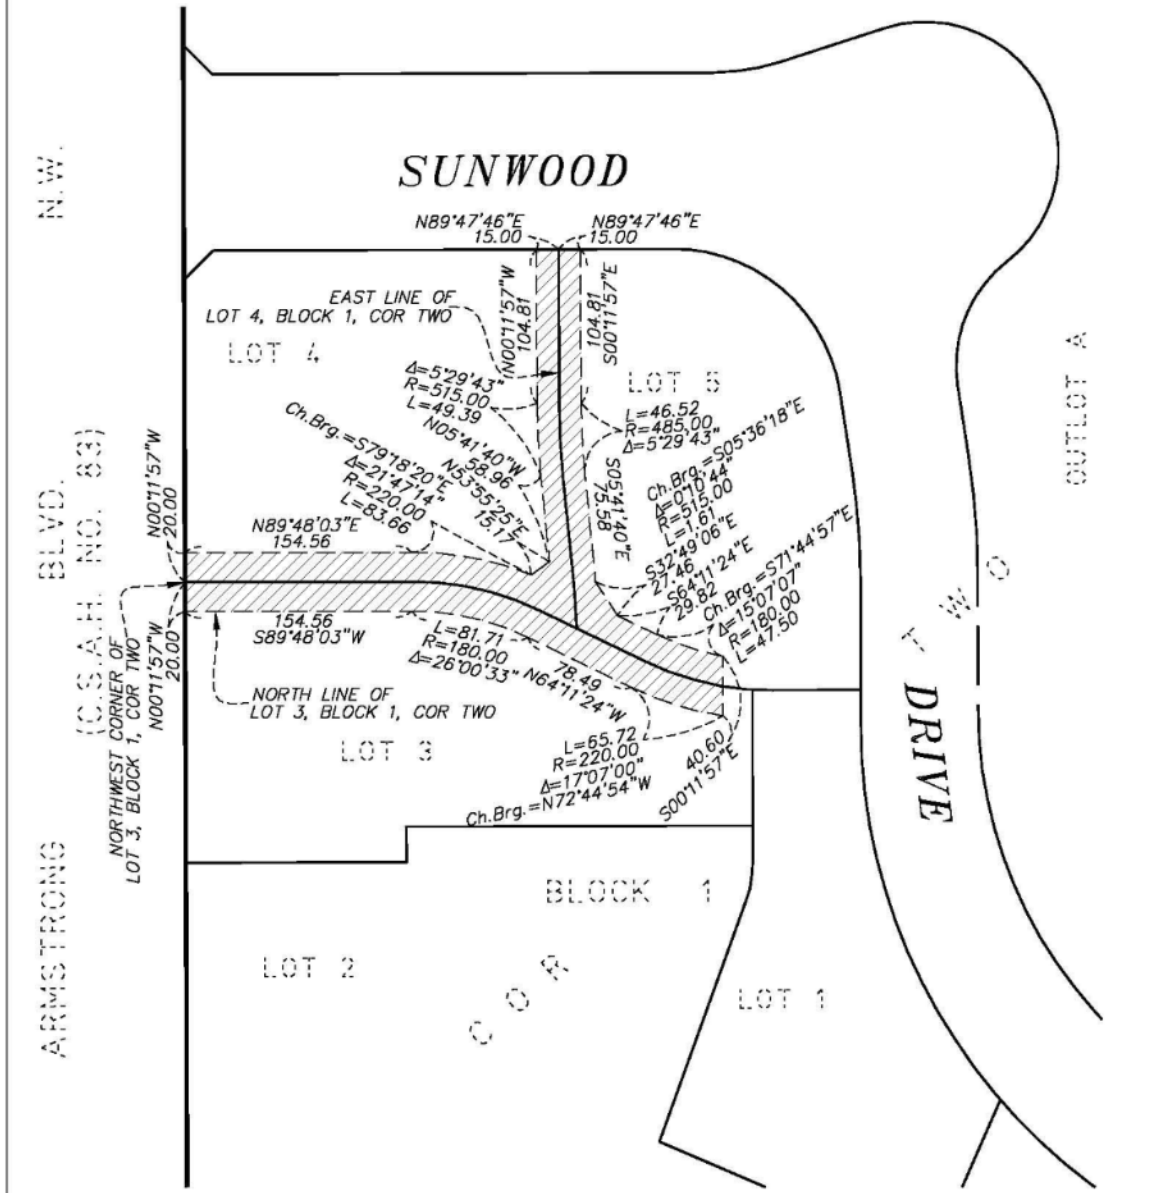 SUNWOOD
N.W.
N89°47'46"E
15.00
N89°47'46"E
15.00
EAST LINE OF
LOT 4, BLOCK 1, COR TWO
N00°11'57"W
104.81
104.81
S00°11'57"E
LOT 4
LOT 5
OUTLOT A
Δ=5°29'43"
R=515.00
L=49.39
L=46.52
R=485.00
Δ=5°29'43"
N05°41'40"W
58.96
N53°55'25"E
15.17
Ch.Brg.=S79°18'20"E
Δ=21°47'14"
R=220.00
L=83.66
S05°41'40"E
75.58
Ch.Brg.=S05°36'18"E
Δ=0°10'44"
R=515.00
L=1.61
S32°49'06"E
27.46
S64°11'24"E
29.82
Ch.Brg.=S71°44'57"E
Δ=15°07'07"
R=180.00
L=47.50
N00°11'57"W
20.00
N89°48'03"E
154.56
BLVD.
(C.S.A.H. NO. 83)
154.56
S89°48'03"W
N00°11'57"W
20.00
L=81.71
R=180.00
Δ=26°00'33"
78.49
N64°11'24"W
NORTH LINE OF
LOT 3, BLOCK 1, COR TWO
NORTHWEST CORNER OF
LOT 3, BLOCK 1, COR TWO
LOT 3
L=65.72
R=220.00
Δ=17°07'00"
Ch.Brg.=N72°44'54"W
40.60
S00°11'57"E
TWO
DRIVE
ARMSTRONG
BLOCK 1
LOT 2
COR
LOT 1